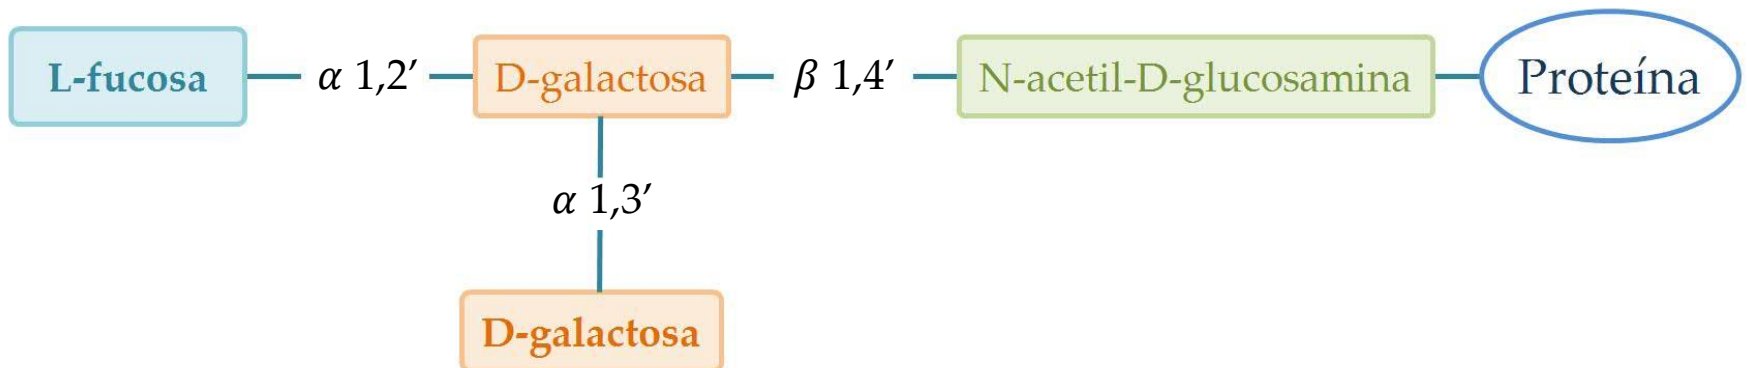 L-fucosa α 1,2′ D-galactosa β 1,4′ N-acetil-D-glucosamina Proteína
α 1,3′
D-galactosa